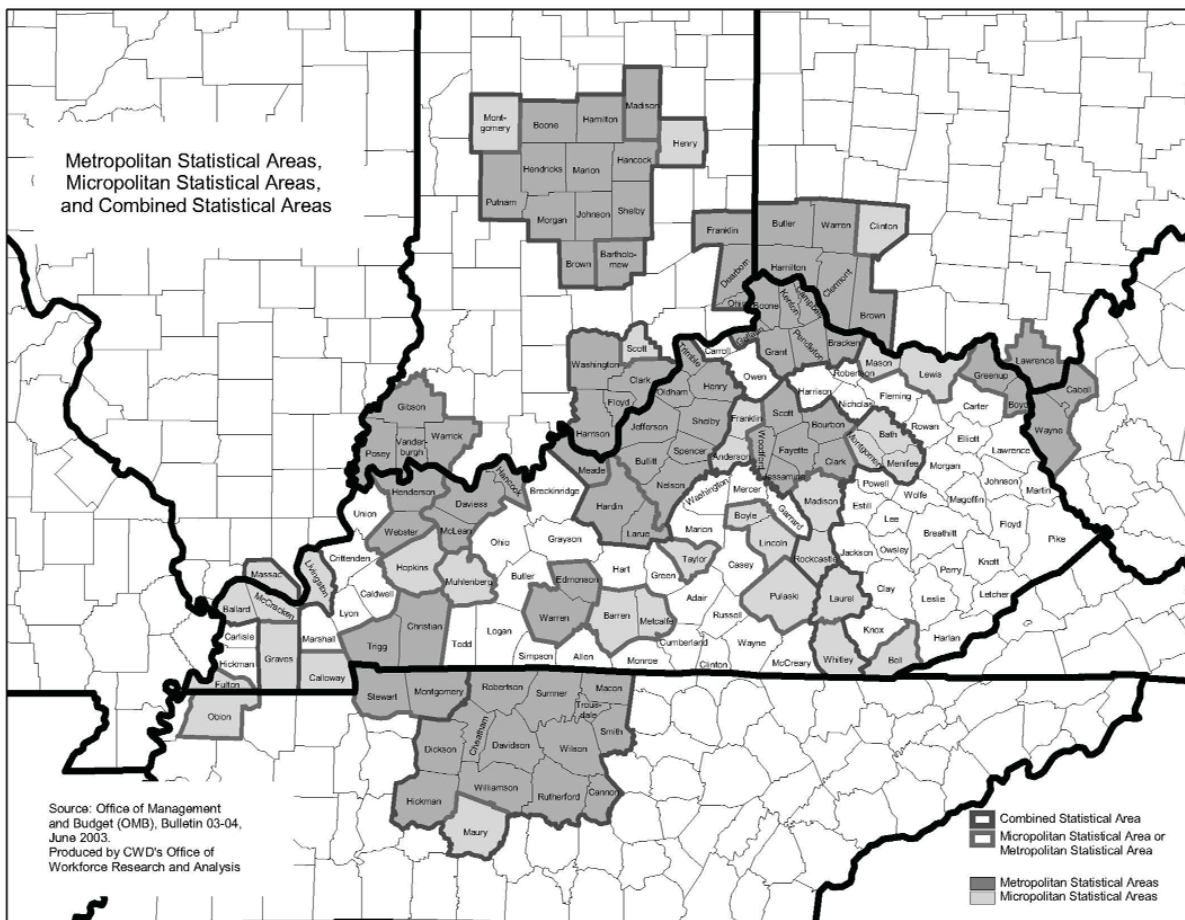 Metropolitan Statistical Areas,
Micropolitan Statistical Areas,
and Combined Statistical Areas
Madison
Mont-
gomery
Boone
Hamilton
Henry
Hendricks
Marion
Hancock
Putnam
Morgan
Johnson
Shelby
Brown
Bartholo-
mew
Franklin
Butler
Warren
Clinton
Dearborn
Hamilton
Clermont
Ohio
Boone
Kenton
Campbell
Brown
Washington
Scott
Trimble
Carroll
Gallatin
Grant
Pendleton
Bracken
Mason
Lewis
Greenup
Lawrence
Boyd
Cabell
Wayne
Clark
Floyd
Oldham
Henry
Owen
Harrison
Robertson
Nicholas
Fleming
Carter
Gibson
Posey
Vander-
burgh
Warrick
Harrison
Jefferson
Shelby
Franklin
Scott
Bourbon
Bath
Rowan
Elliott
Lawrence
Bullitt
Spencer
Anderson
Woodford
Fayette
Clark
Montgomery
Menifee
Morgan
Johnson
Martin
Meade
Nelson
Washington
Mercer
Jessamine
Madison
Powell
Wolfe
Magoffin
Henderson
Daviess
Hancock
Breckinridge
Hardin
Larue
Marion
Boyle
Garrard
Estill
Lee
Breathitt
Floyd
Pike
Union
Webster
McLean
Ohio
Grayson
Taylor
Lincoln
Rockcastle
Jackson
Owsley
Perry
Knott
Letcher
Crittenden
Hopkins
Muhlenberg
Butler
Edmonson
Hart
Green
Casey
Pulaski
Laurel
Clay
Leslie
Massac
Livingston
Caldwell
Ballard
McCracken
Lyon
Warren
Barren
Metcalfe
Adair
Russell
Knox
Harlan
Carlisle
Marshall
Trigg
Christian
Todd
Logan
Simpson
Allen
Monroe
Cumberland
Clinton
Wayne
McCreary
Whitley
Bell
Hickman
Graves
Calloway
Fulton
Obion
Stewart
Montgomery
Robertson
Sumner
Macon
Trous-
dale
Smith
Dickson
Cheatham
Davidson
Wilson
Hickman
Williamson
Rutherford
Cannon
Maury
Source: Office of Management
and Budget (OMB), Bulletin 03-04,
June 2003.
Produced by CWD's Office of
Workforce Research and Analysis
Combined Statistical Area
Micropolitan Statistical Area or
Metropolitan Statistical Area
Metropolitan Statistical Areas
Micropolitan Statistical Areas